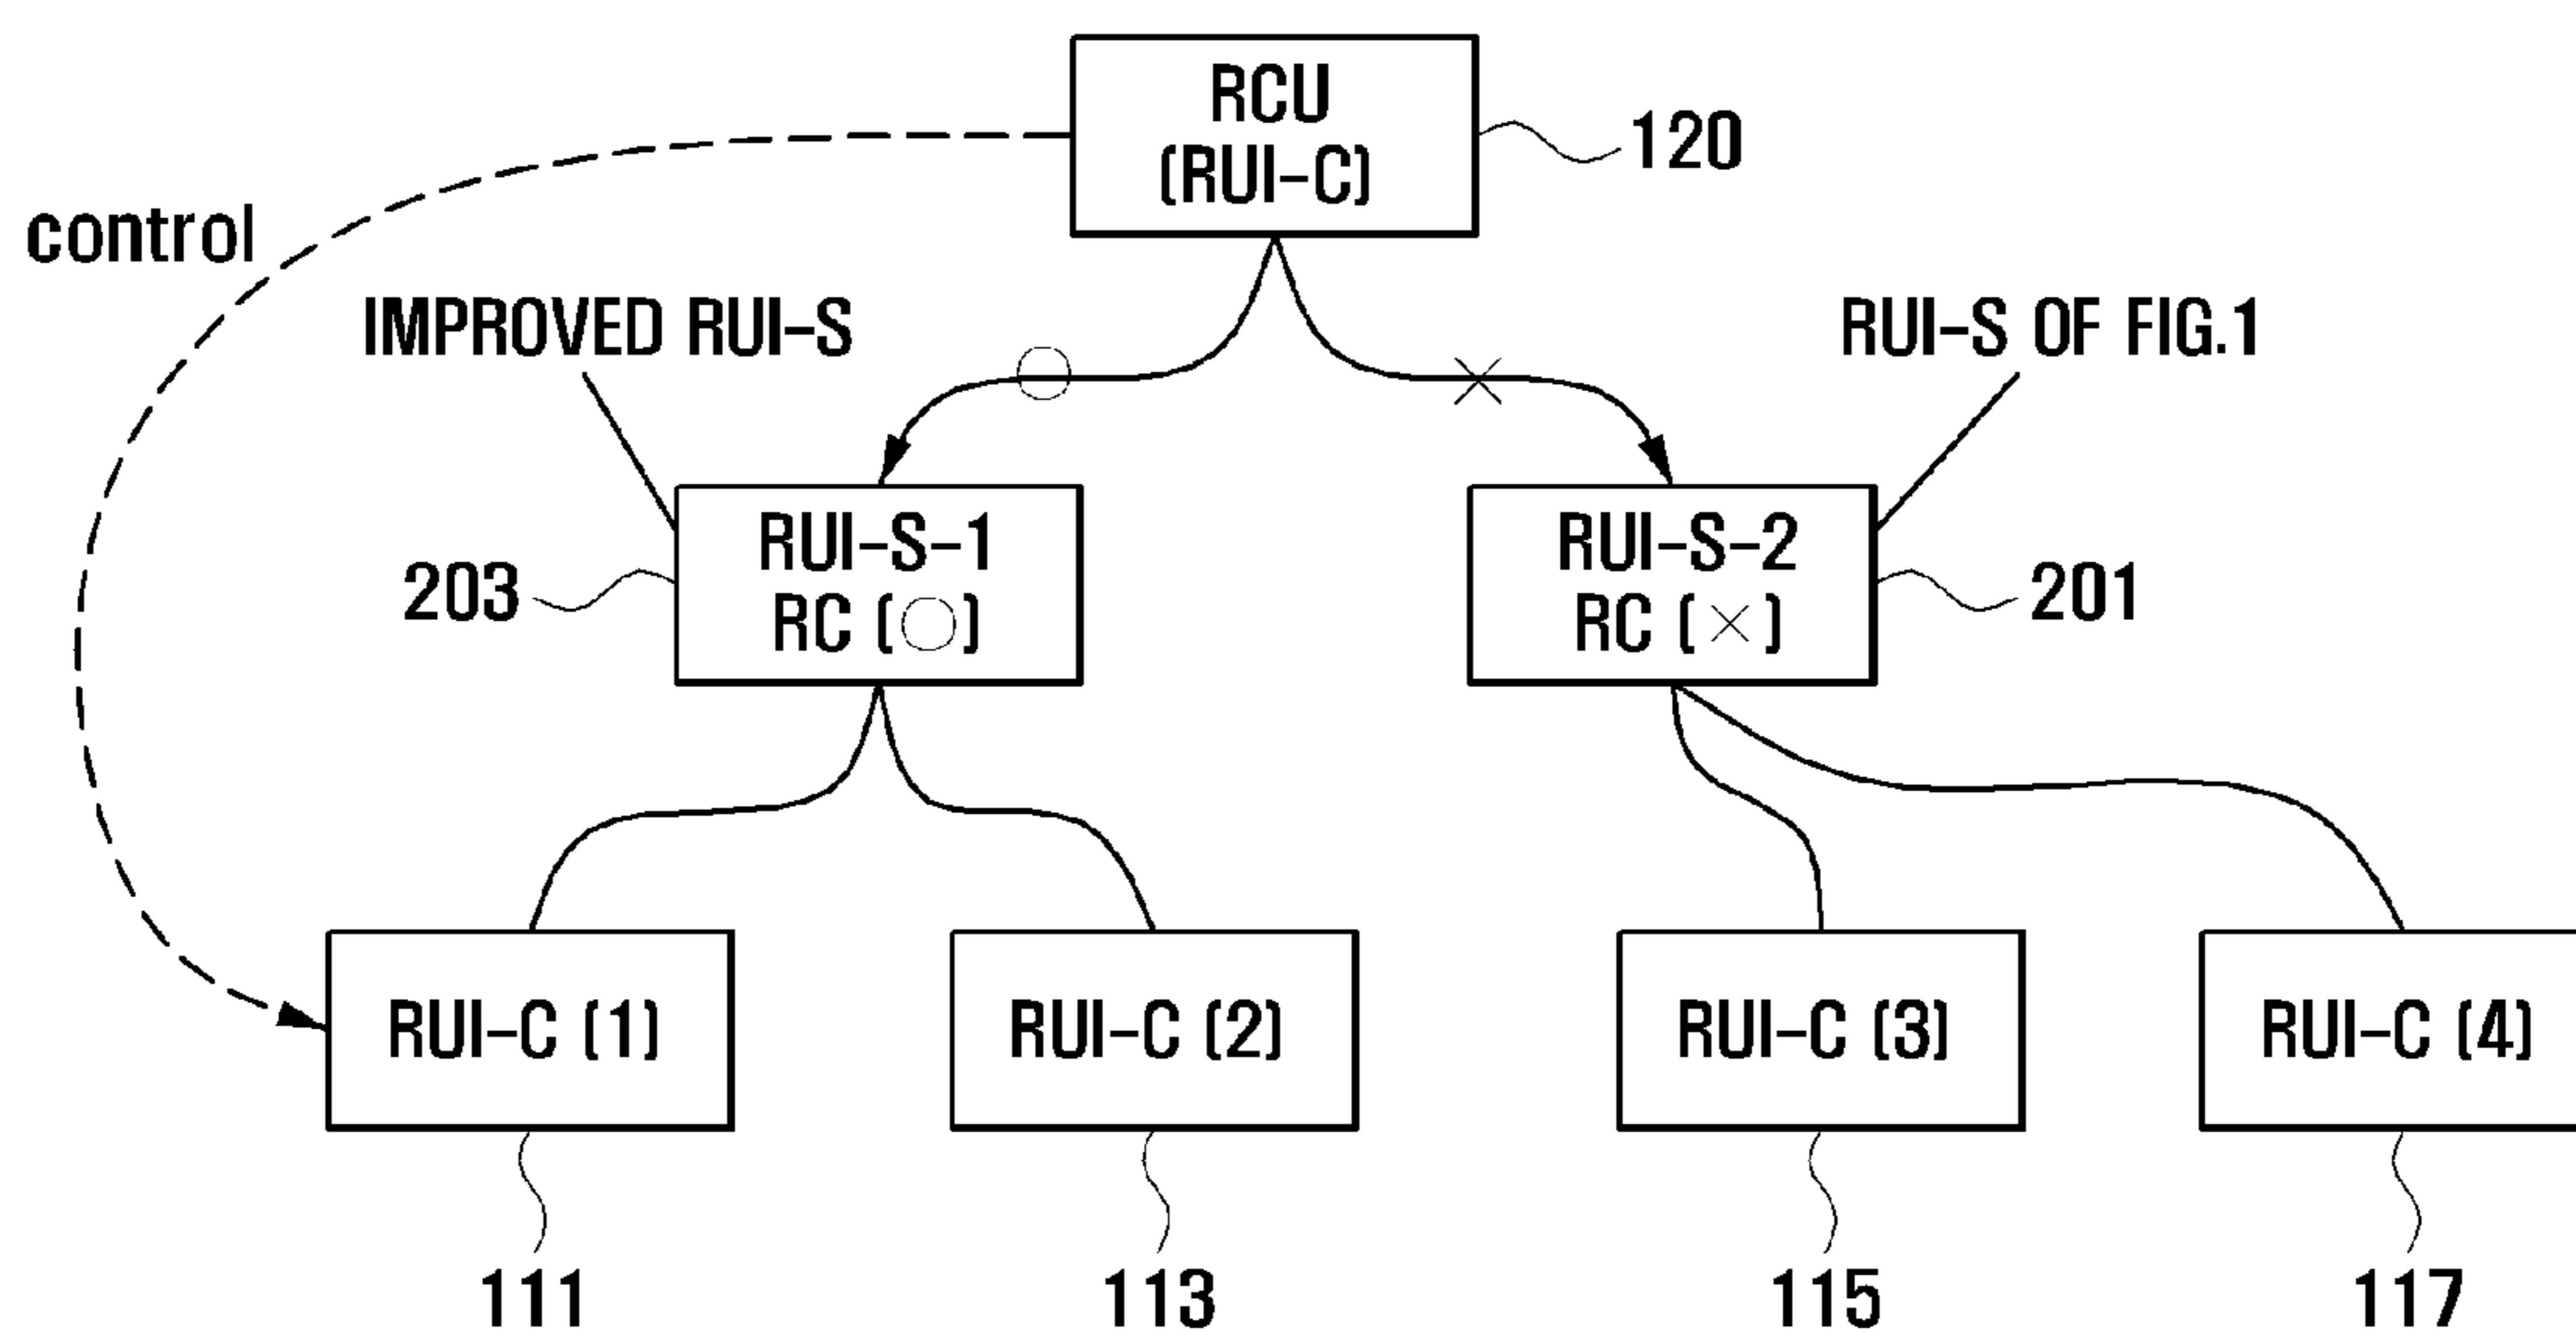 RCU
(RUI-C)
120
control
IMPROVED RUI-S
RUI-S OF FIG.1
RUI-S-1
RC (○)
203
RUI-S-2
RC (×)
201
RUI-C (1)
RUI-C (2)
RUI-C (3)
RUI-C (4)
111
113
115
117